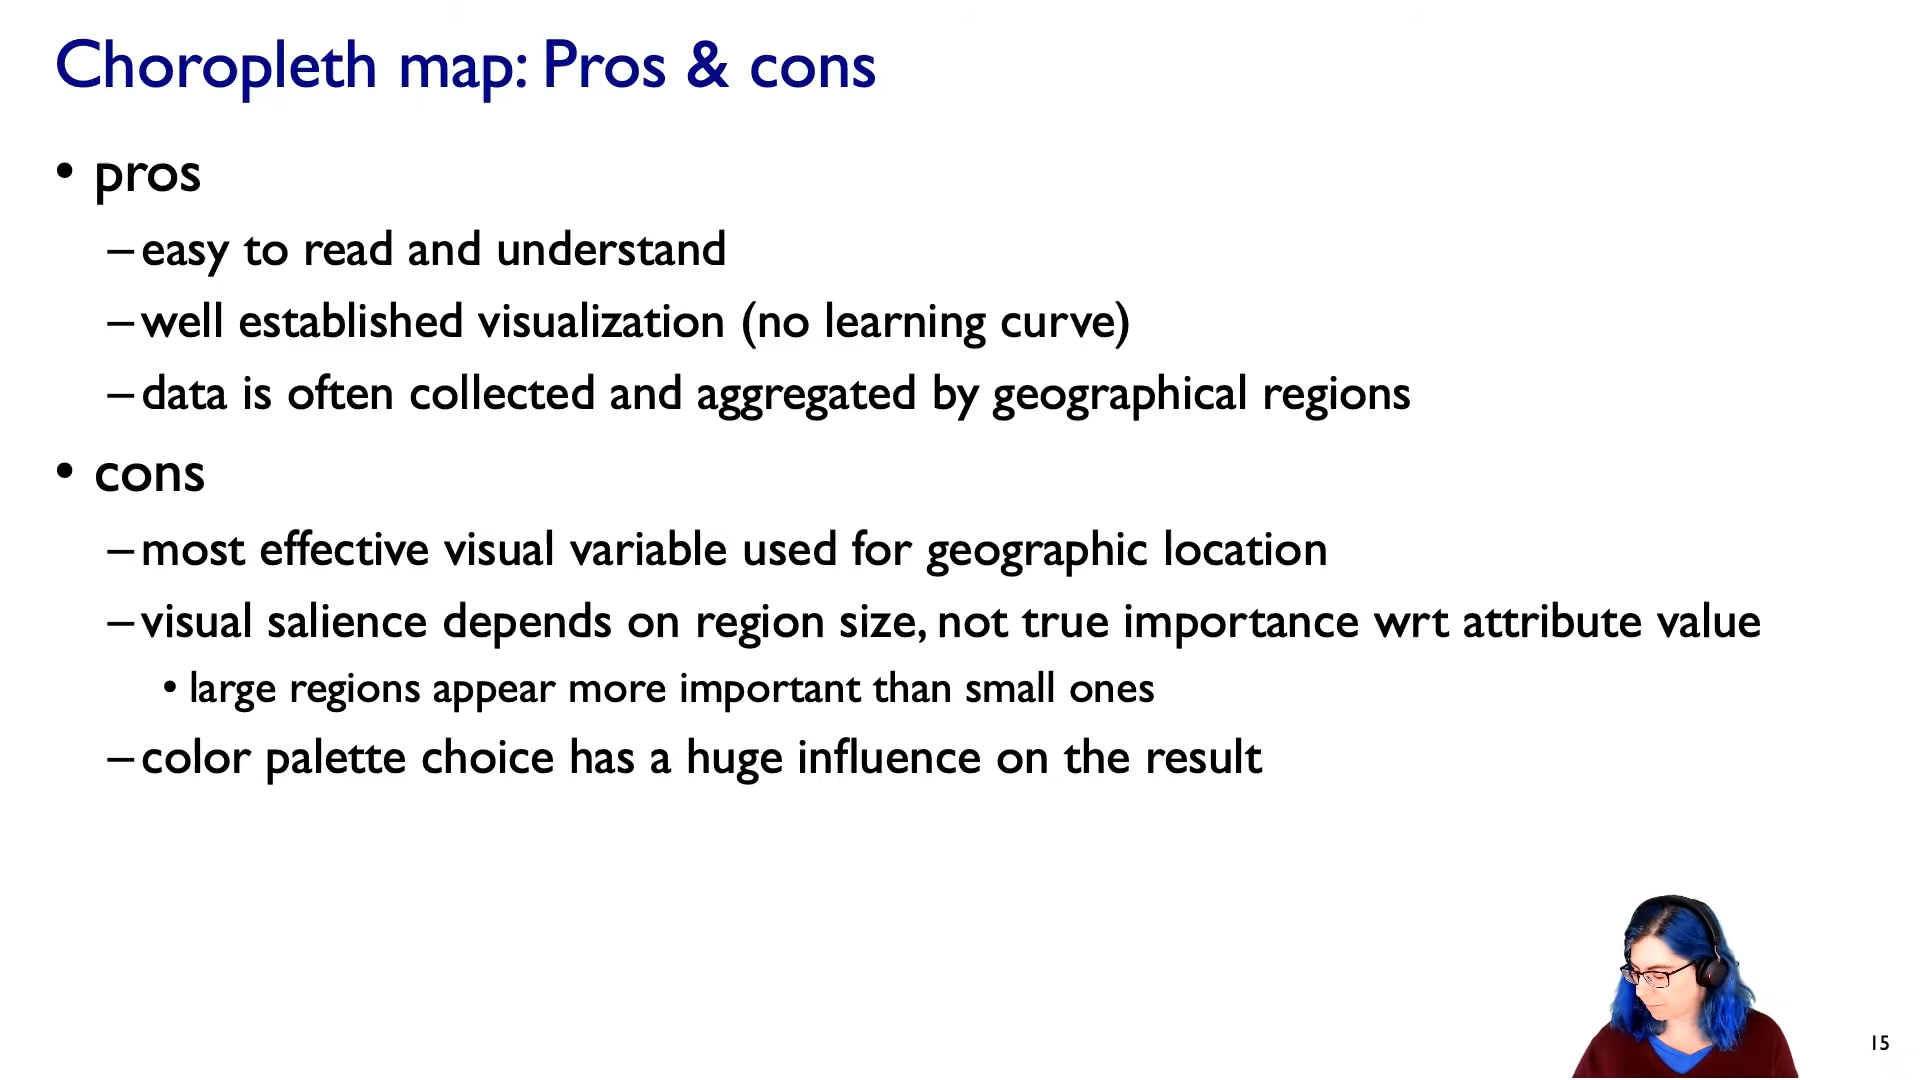 Choropleth map: Pros & cons
• pros
–easy to read and understand
–well established visualization (no learning curve)
–data is often collected and aggregated by geographical regions
• cons
–most effective visual variable used for geographic location
–visual salience depends on region size, not true importance wrt attribute value
• large regions appear more important than small ones
–color palette choice has a huge influence on the result
15